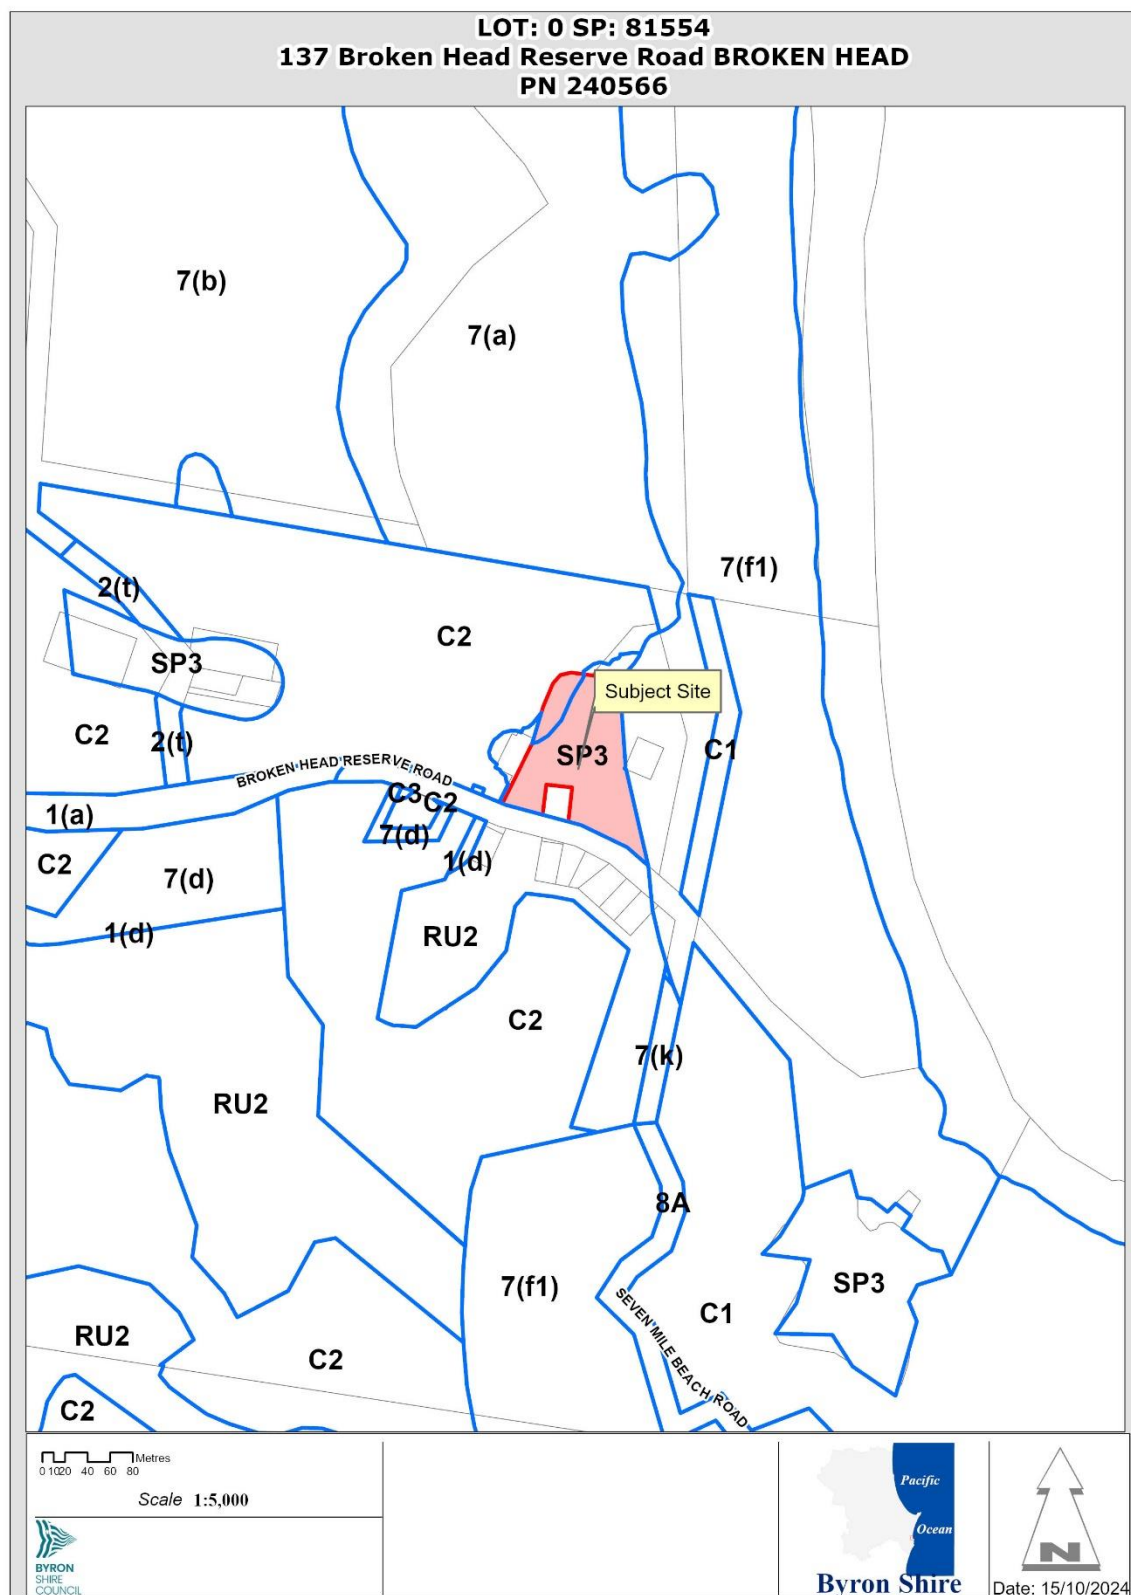 LOT: 0 SP: 81554
137 Broken Head Reserve Road BROKEN HEAD
PN 240566
7(b)
7(a)
7(f1)
2(t)
C2
SP3
Subject Site
C2
2(t)
SP3
C1
BROKEN HEAD RESERVE ROAD
C3
C2
1(a)
7(d)
C2
1(d)
7(d)
1(d)
RU2
C2
7(k)
RU2
8A
7(f1)
SP3
C1
SEVEN MILE BEACH ROAD
RU2
C2
C2
Metres
0 10 20 40 60 80
Scale 1:5,000
BYRON
SHIRE
COUNCIL
Pacific
Ocean
Byron Shire
N
Date: 15/10/2024